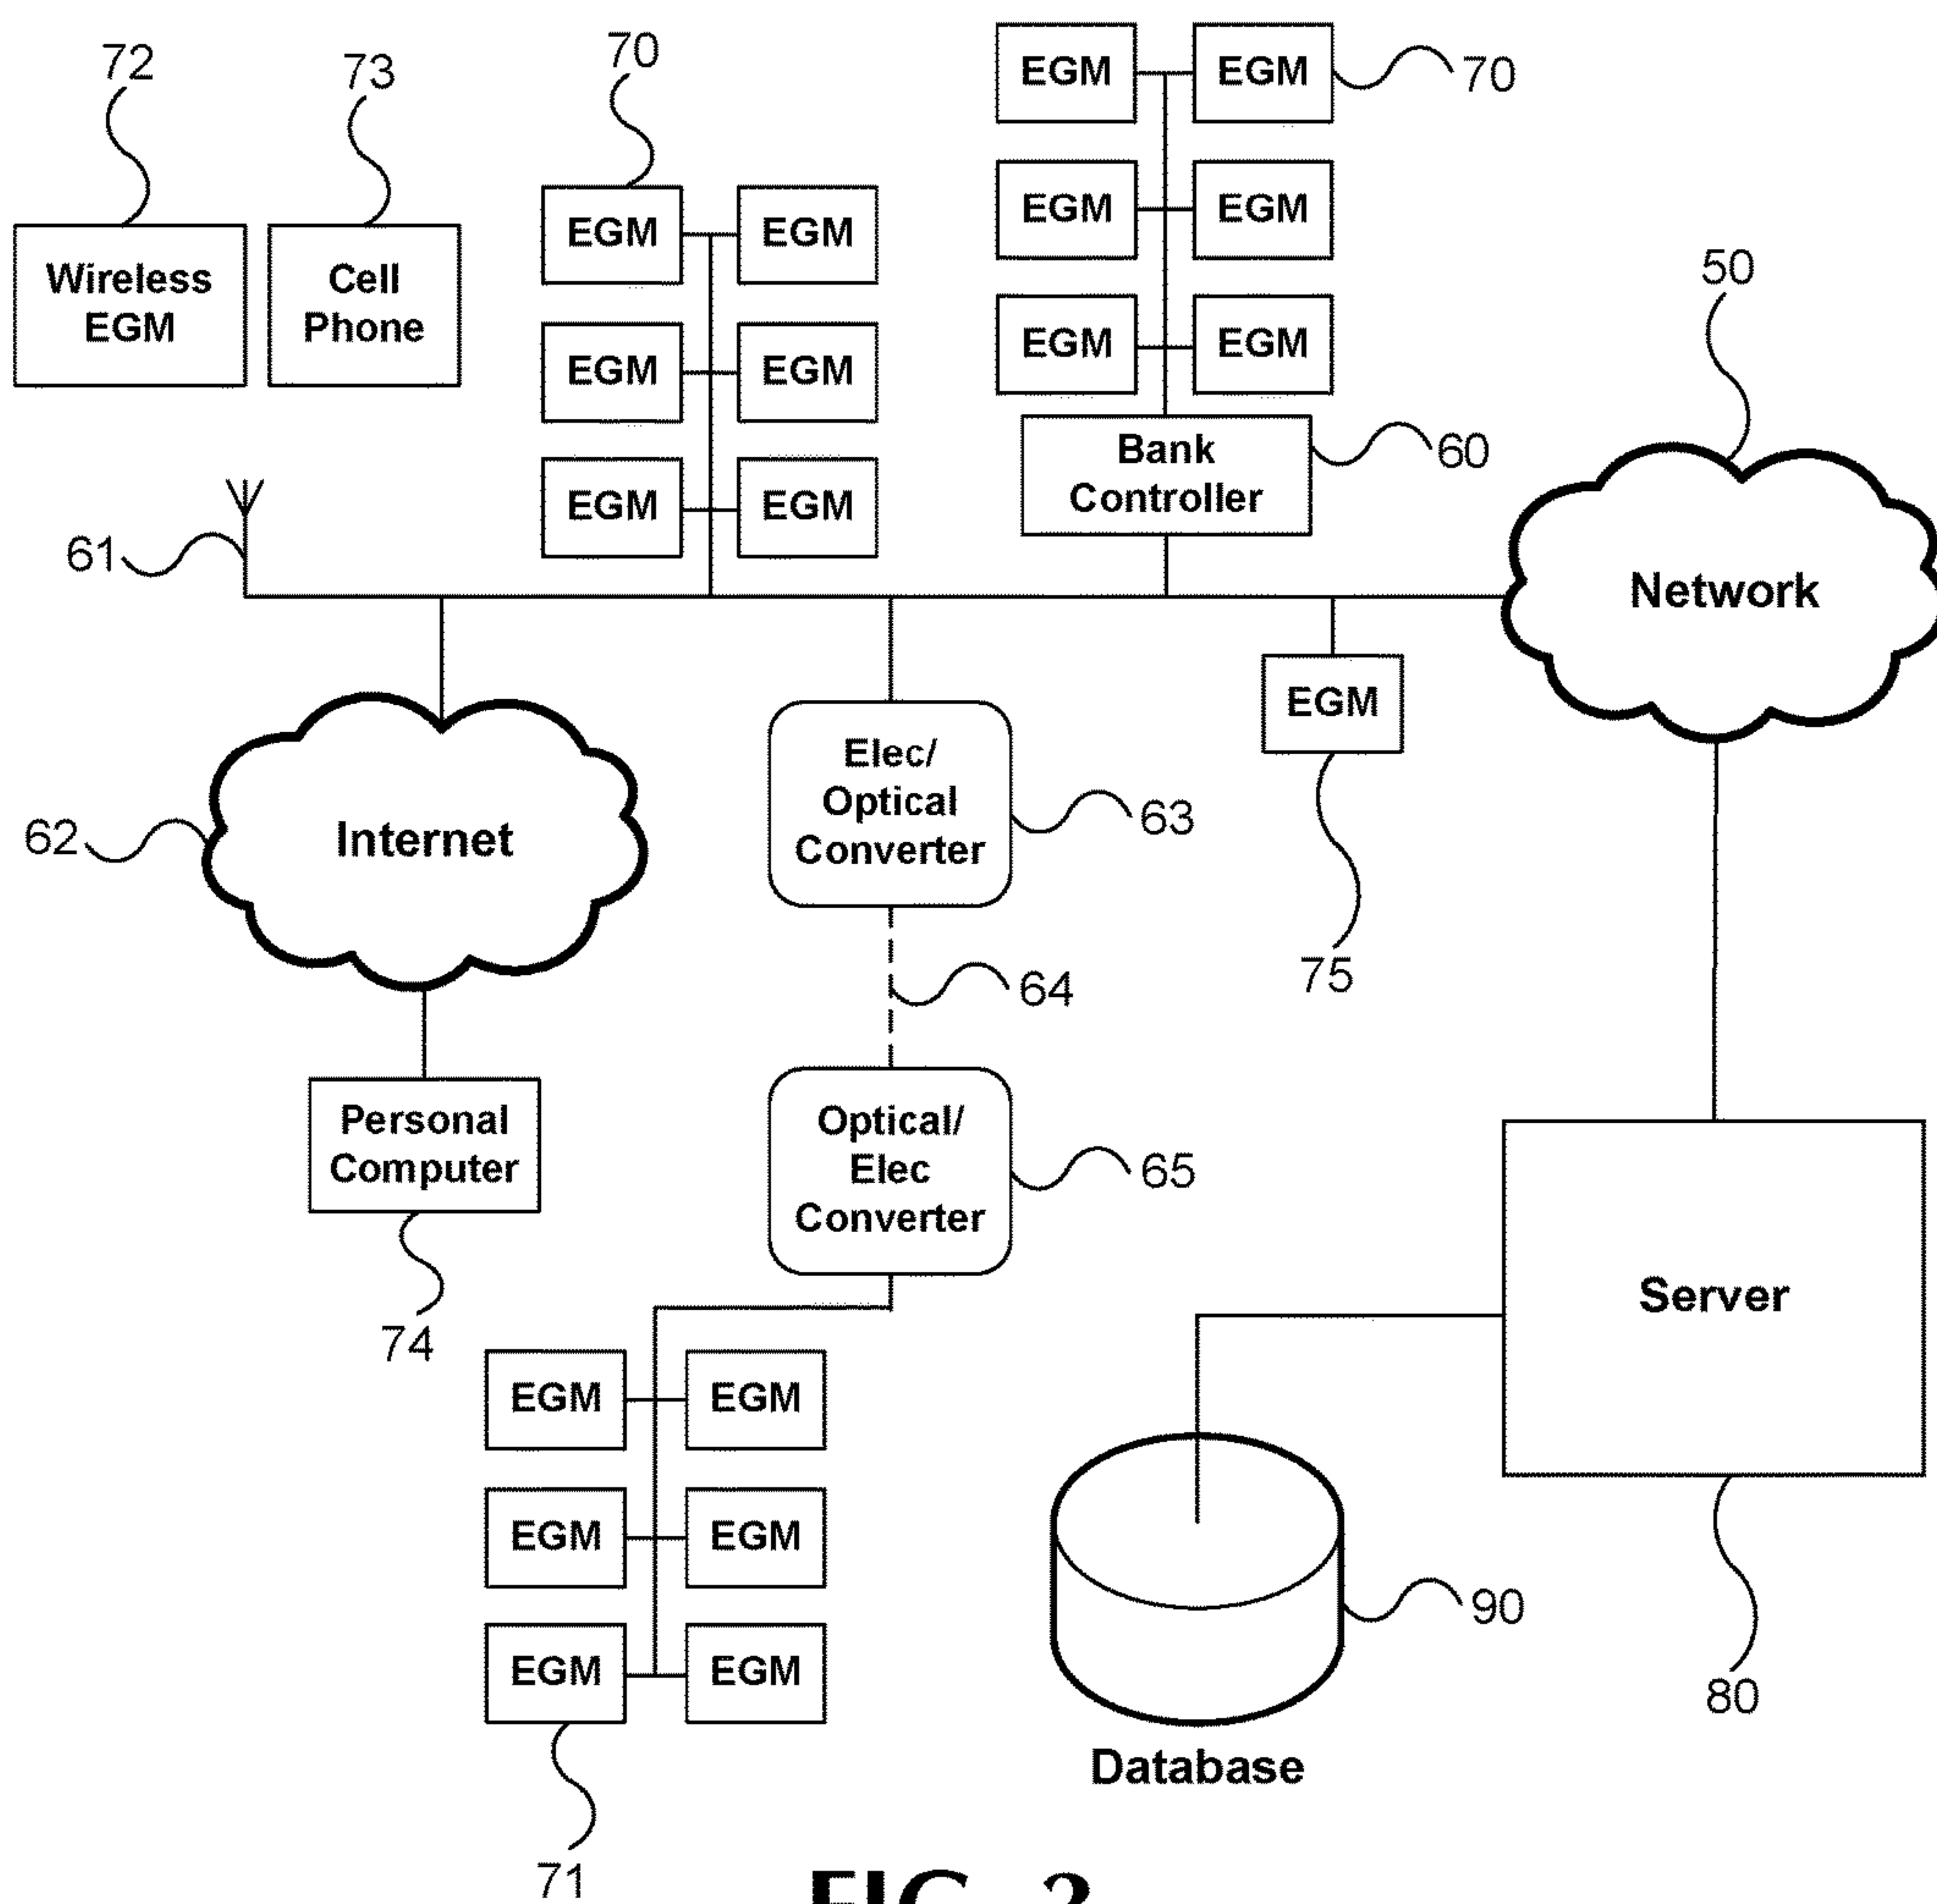 72
73
70
EGM EGM
70
Wireless
EGM
Cell
Phone
EGM EGM
EGM EGM
EGM EGM
EGM EGM
EGM EGM
50
Bank
Controller
60
61
Network
EGM
Elec/
Optical
Converter
63
62
Internet
75
64
Personal
Computer
Optical/
Elec
Converter
65
74
Server
EGM EGM
EGM EGM
EGM EGM
90
80
Database
71
FIG. 2